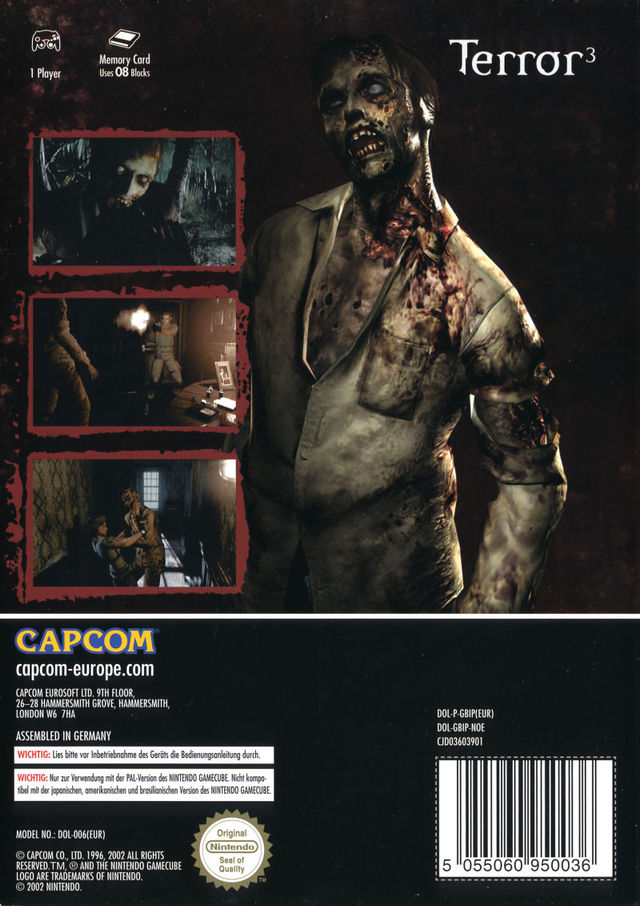 1 Player
Memory Card
Uses 08 Blocks
Terror³
CAPCOM
capcom-europe.com
CAPCOM EUROSOFT LTD. 9TH FLOOR,
26–28 HAMMERSMITH GROVE, HAMMERSMITH,
LONDON W6 7HA
ASSEMBLED IN GERMANY
WICHTIG: Lies bitte vor Inbetriebnahme des Geräts die Bedienungsanleitung durch.
WICHTIG: Nur zur Verwendung mit der PAL-Version des NINTENDO GAMECUBE. Nicht kompa-
tibel mit der japanischen, amerikanischen und brasilianischen Version des NINTENDO GAMECUBE.
MODEL NO.: DOL-006(EUR)
© CAPCOM CO., LTD. 1996, 2002 ALL RIGHTS
RESERVED.TM, ® AND THE NINTENDO GAMECUBE
LOGO ARE TRADEMARKS OF NINTENDO.
© 2002 NINTENDO.
Original
Nintendo
Seal of
Quality
TM
DOL-P-GBIP(EUR)
DOL-GBIP-NOE
CJD03603901
5 055060 950036